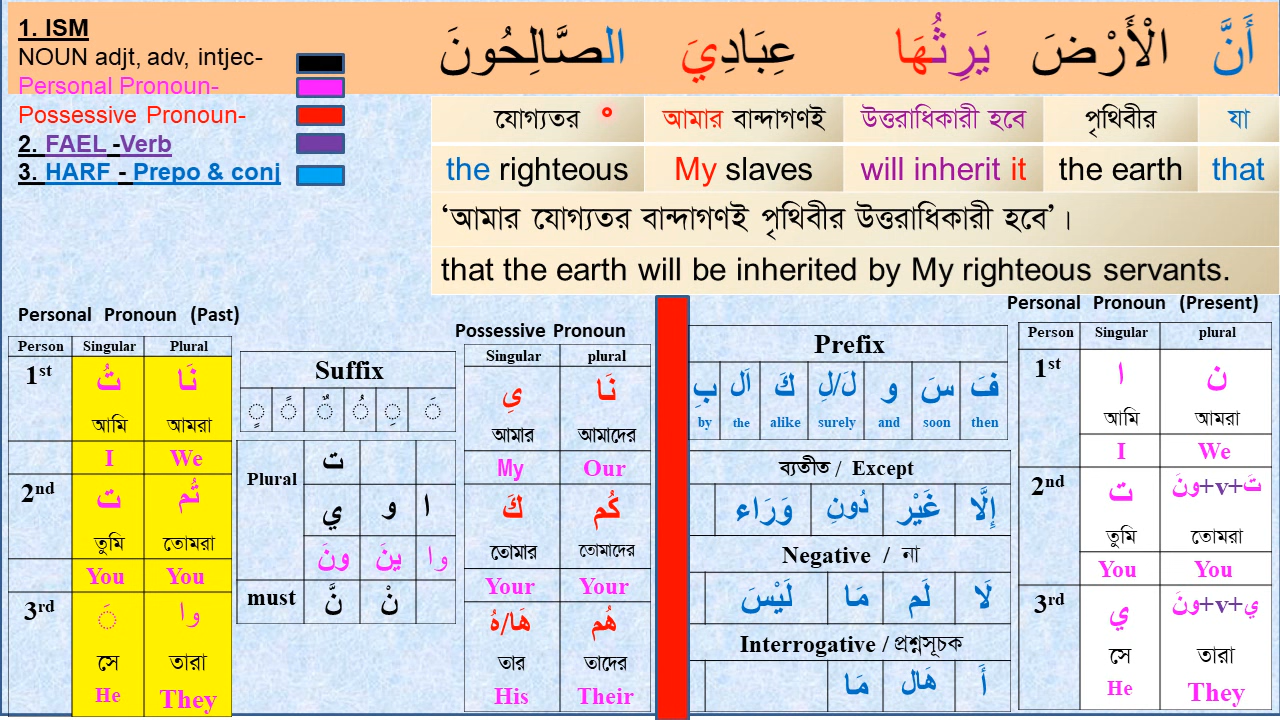 1. ISM
NOUN adjt, adv, intjec-
Personal Pronoun-
Possessive Pronoun-
2. FAEL -Verb
3. HARF - Prepo & conj
أَنَّ الْأَرْضَ يَرِثُهَا عِبَادِيَ الصَّالِحُونَ
যোগ্যতর ° আমার বান্দাগণই উত্তরাধিকারী হবে পৃথিবীর যা
the righteous My slaves will inherit it the earth that
‘আমার যোগ্যতর বান্দাগণই পৃথিবীর উত্তরাধিকারী হবে’।
that the earth will be inherited by My righteous servants.
Personal Pronoun (Past)
Person Singular Plural
1st تُ نَا
আমি আমরা
I We
2nd ت تُم
তুমি তোমরা
You You
3rd َ وا
সে তারা
He They
Suffix
ٍ ً ٌ ُ ِ َ
Plural ت
ي و ا
ونَ ينَ وا
must نَّ نْ
Possessive Pronoun
Singular plural
يِ نَا
আমার আমাদের
My Our
كَ كُم
তোমার তোমাদের
Your Your
هَا/هُ هُم
তার তাদের
His Their
Prefix
بِ اَل كَ لَ/لِ و سَ فَ
by the alike surely and soon then
ব্যতীত / Except
وَرَاء دُونِ غَيْر إِلَّا
Negative / না
لَيْسَ مَا لَم لَا
Interrogative / প্রশ্নসূচক
مَا هَال أَ
Personal Pronoun (Present)
Person Singular plural
1st ا ن
আমি আমরা
I We
2nd ت تَ+v+ونَ
তুমি তোমরা
You You
3rd ي ي+v+ونَ
সে তারা
He They